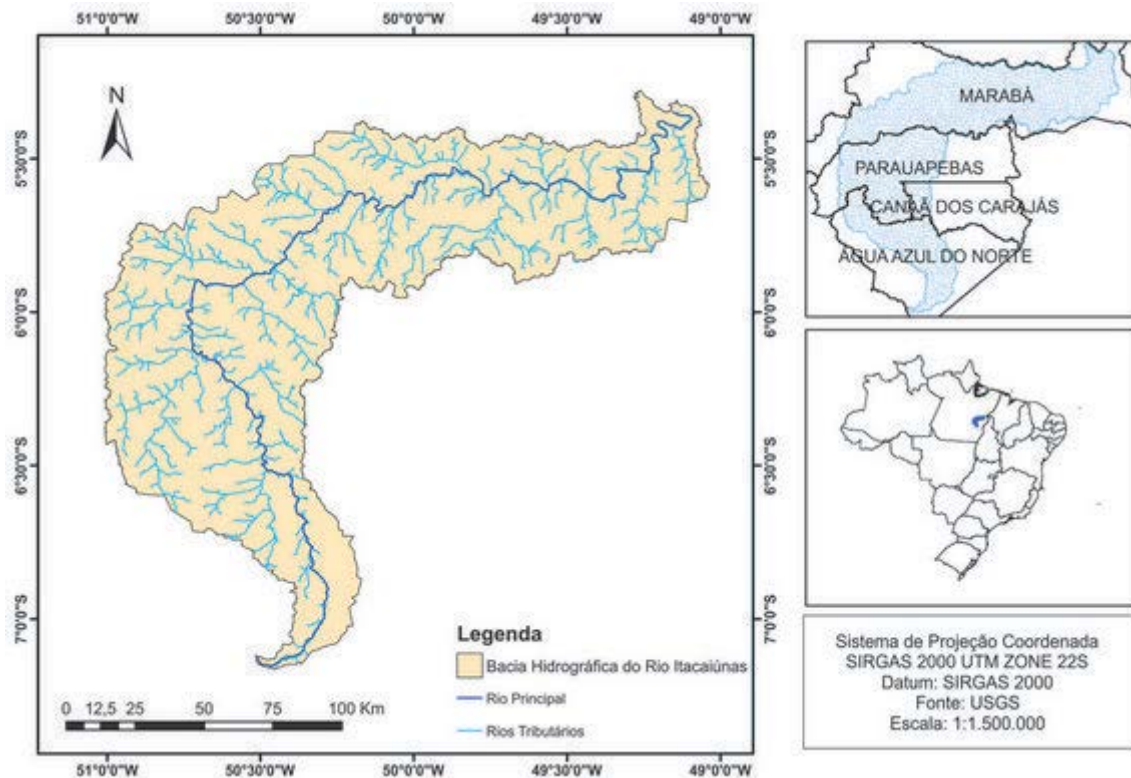 51°0'0"W 50°30'0"W 50°0'0"W 49°30'0"W 49°0'0"W
N
5°30'0"S
6°0'0"S
6°30'0"S
7°0'0"S
5°30'0"S
6°0'0"S
6°30'0"S
7°0'0"S
Legenda
Bacia Hidrográfica do Rio Itacaiúnas
Rio Principal
Rios Tributários
0 12,5 25 50 75 100 Km
51°0'0"W 50°30'0"W 50°0'0"W 49°30'0"W 49°0'0"W
MARABÁ
PARAUAPEBAS
CANAÃ DOS CARAJÁS
ÁGUA AZUL DO NORTE
Sistema de Projeção Coordenada
SIRGAS 2000 UTM ZONE 22S
Datum: SIRGAS 2000
Fonte: USGS
Escala: 1:1.500.000